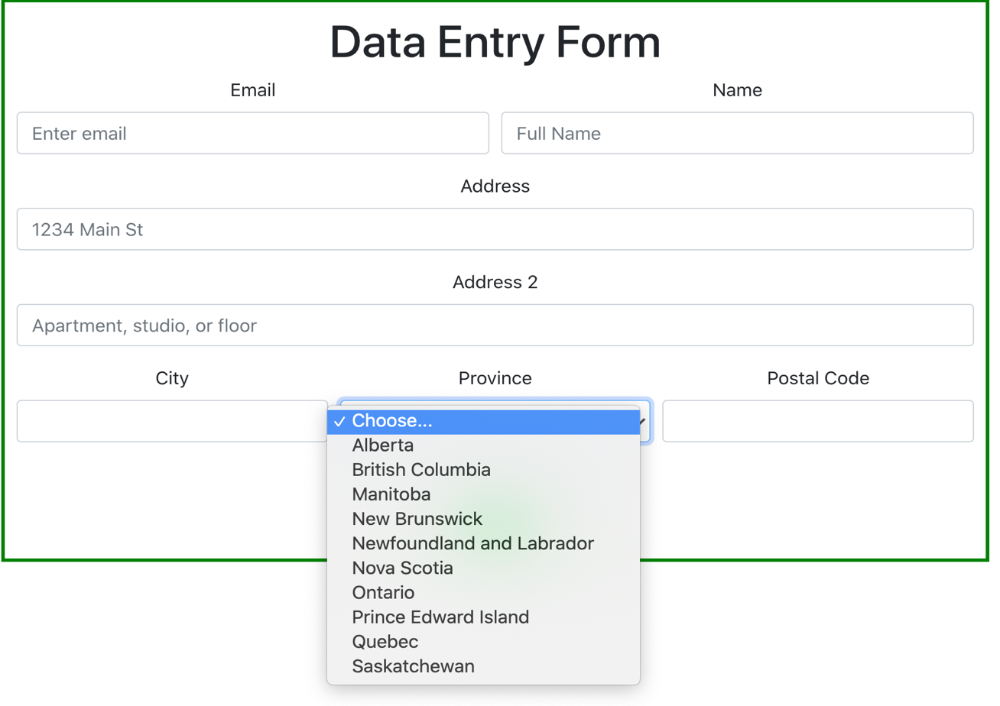 Data Entry Form
Email Name
Enter email Full Name
Address
1234 Main St
Address 2
Apartment, studio, or floor
City Province Postal Code
✓ Choose...
Alberta
British Columbia
Manitoba
New Brunswick
Newfoundland and Labrador
Nova Scotia
Ontario
Prince Edward Island
Quebec
Saskatchewan